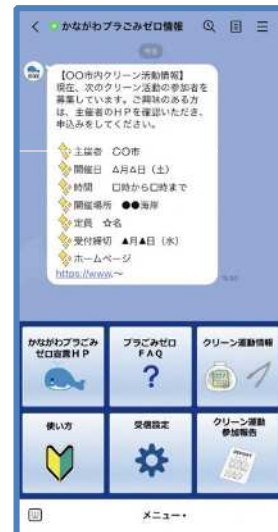 かながわプラごみゼロ情報
今日
【〇〇市内クリーン活動情報】
現在、次のクリーン活動の参加者を
募集しています。ご興味のある方
は、主催者のHPを確認いただき、
申込みをしてください。
主催者 〇〇市
開催日 △月△日（土）
時間 □時から□時まで
開催場所 ●●海岸
定員 ☆名
受付締切 ▲月▲日（水）
ホームページ
https://www.～
かながわプラごみ
ゼロ宣言HP
プラごみゼロ
FAQ
?
クリーン運動情報
使い方
受信設定
クリーン運動
参加報告
REPORT
メニュー